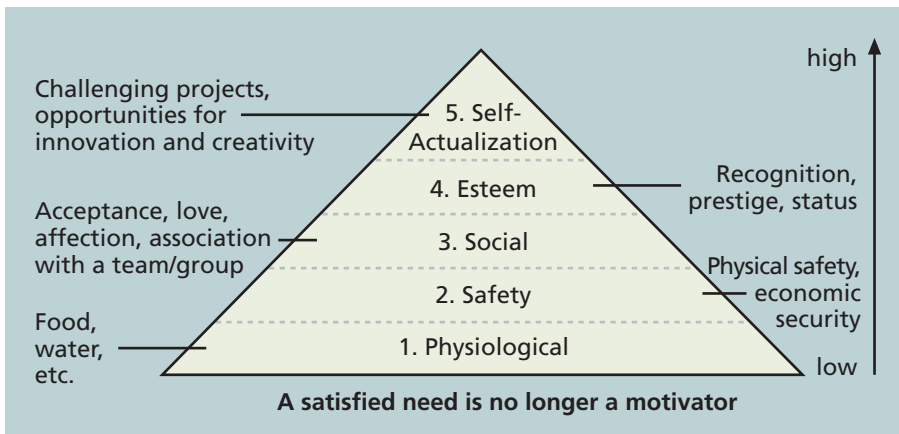 high
Challenging projects,
opportunities for
innovation and creativity
5. Self-
Actualization
4. Esteem
Recognition,
prestige, status
Acceptance, love,
affection, association
with a team/group
3. Social
2. Safety
Physical safety,
economic
security
Food,
water,
etc.
1. Physiological
low
A satisfied need is no longer a motivator